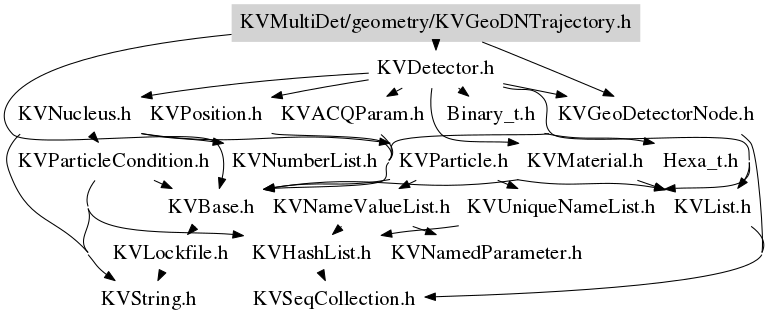 KVMultiDet/geometry/KVGeoDNTrajectory.h
KVDetector.h
KVNucleus.h KVPosition.h KVACQParam.h Binary_t.h KVGeoDetectorNode.h
KVParticleCondition.h KVNumberList.h KVParticle.h KVMaterial.h Hexa_t.h
KVBase.h KVNameValueList.h KVUniqueNameList.h KVList.h
KVLockfile.h KVHashList.h KVNamedParameter.h
KVString.h KVSeqCollection.h